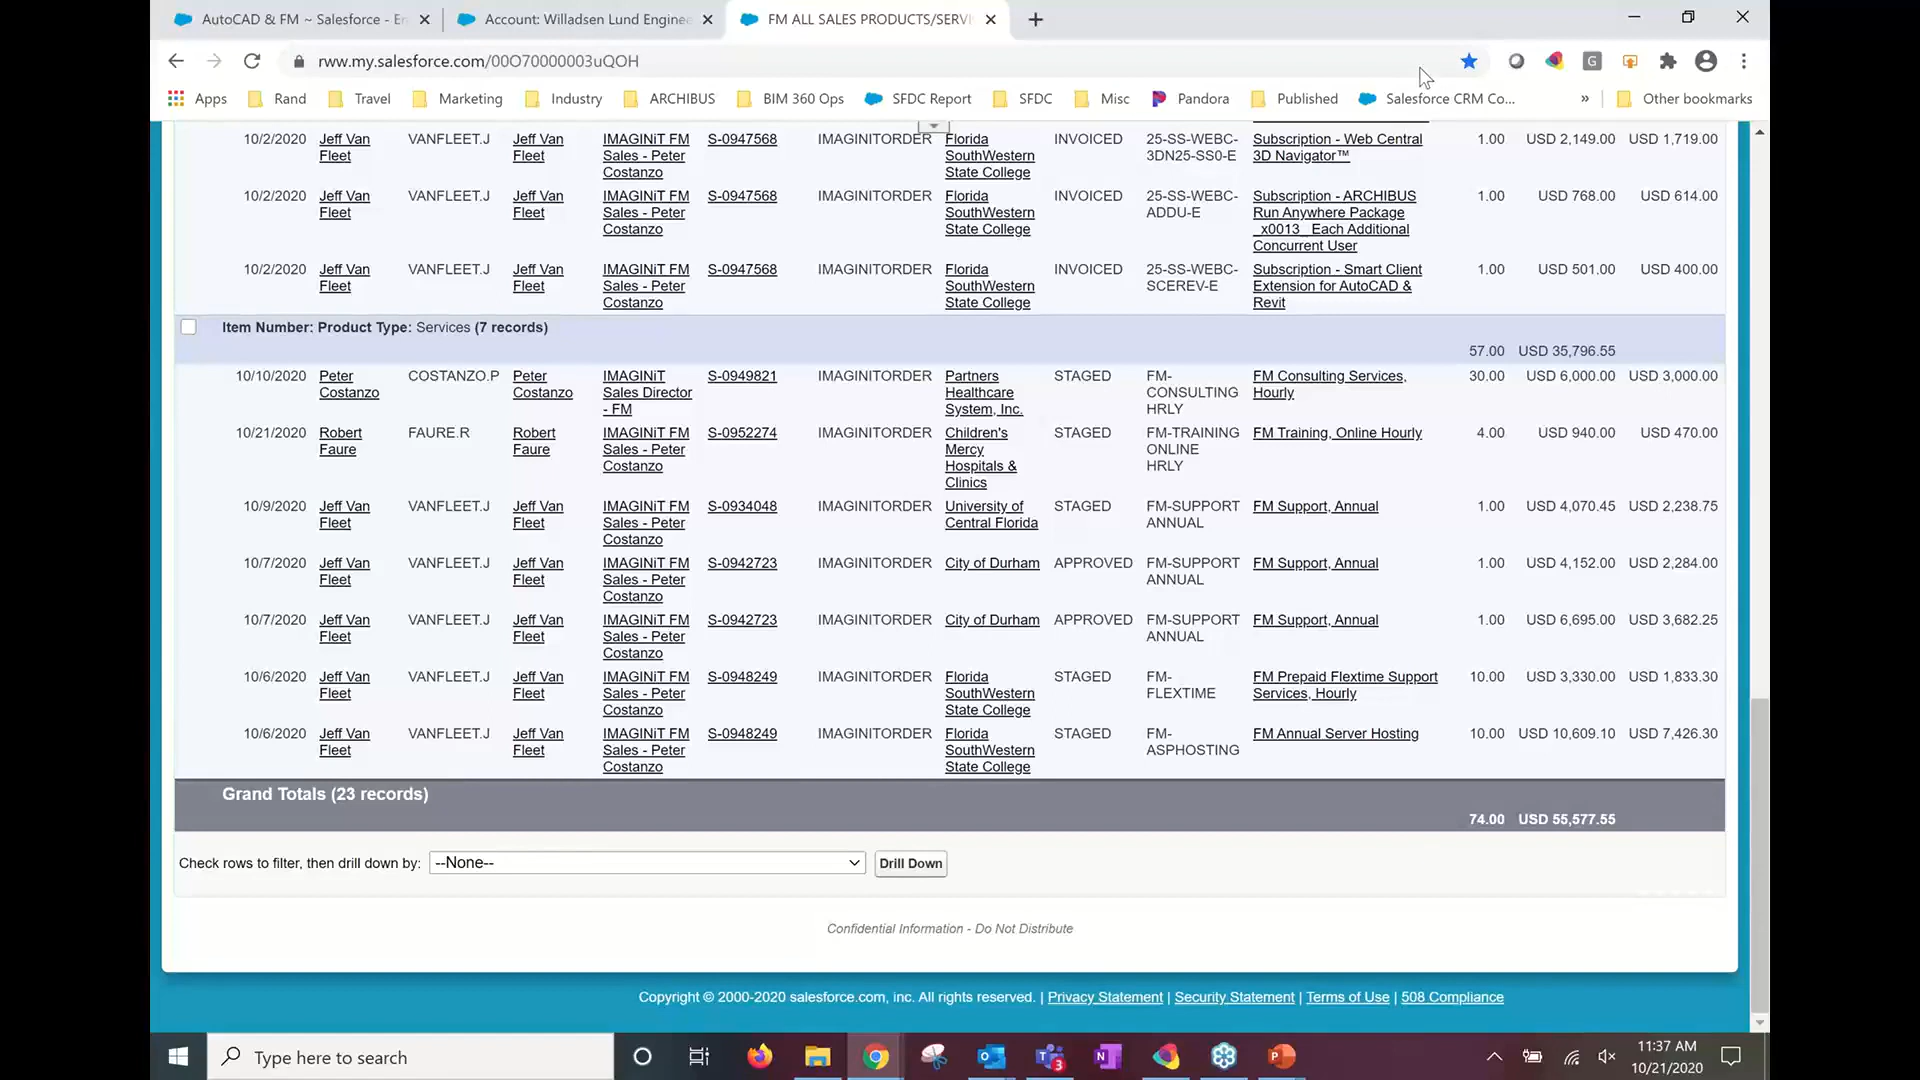 AutoCAD & FM ~ Salesforce - En
Account: Willadsen Lund Enginee
FM ALL SALES PRODUCTS/SERVI
rww.my.salesforce.com/00O70000003uQOH
Apps
Rand
Travel
Marketing
Industry
ARCHIBUS
BIM 360 Ops
SFDC Report
SFDC
Misc
Pandora
Published
Salesforce CRM Co...
»
Other bookmarks
10/2/2020 Jeff Van VANFLEET.J Jeff Van IMAGINiT FM S-0947568 IMAGINITORDER Florida INVOICED 25-SS-WEBC- Subscription - Web Central 1.00 USD 2,149.00 USD 1,719.00
Fleet Fleet Sales - Peter SouthWestern 3DN25-SS0-E 3D Navigator™
Costanzo State College
10/2/2020 Jeff Van VANFLEET.J Jeff Van IMAGINiT FM S-0947568 IMAGINITORDER Florida INVOICED 25-SS-WEBC- Subscription - ARCHIBUS 1.00 USD 768.00 USD 614.00
Fleet Fleet Sales - Peter SouthWestern ADDU-E Run Anywhere Package
Costanzo State College _x0013_ Each Additional
Concurrent User
10/2/2020 Jeff Van VANFLEET.J Jeff Van IMAGINiT FM S-0947568 IMAGINITORDER Florida INVOICED 25-SS-WEBC- Subscription - Smart Client 1.00 USD 501.00 USD 400.00
Fleet Fleet Sales - Peter SouthWestern SCEREV-E Extension for AutoCAD &
Costanzo State College Revit
Item Number: Product Type: Services (7 records)
57.00 USD 35,796.55
10/10/2020 Peter COSTANZO.P Peter IMAGINiT S-0949821 IMAGINITORDER Partners STAGED FM- FM Consulting Services, 30.00 USD 6,000.00 USD 3,000.00
Costanzo Costanzo Sales Director Healthcare CONSULTING Hourly
- FM System, Inc. HRLY
10/21/2020 Robert FAURE.R Robert IMAGINiT FM S-0952274 IMAGINITORDER Children's STAGED FM-TRAINING FM Training, Online Hourly 4.00 USD 940.00 USD 470.00
Faure Faure Sales - Peter Mercy ONLINE
Costanzo Hospitals & HRLY
Clinics
10/9/2020 Jeff Van VANFLEET.J Jeff Van IMAGINiT FM S-0934048 IMAGINITORDER University of STAGED FM-SUPPORT FM Support, Annual 1.00 USD 4,070.45 USD 2,238.75
Fleet Fleet Sales - Peter Central Florida ANNUAL
Costanzo
10/7/2020 Jeff Van VANFLEET.J Jeff Van IMAGINiT FM S-0942723 IMAGINITORDER City of Durham APPROVED FM-SUPPORT FM Support, Annual 1.00 USD 4,152.00 USD 2,284.00
Fleet Fleet Sales - Peter ANNUAL
Costanzo
10/7/2020 Jeff Van VANFLEET.J Jeff Van IMAGINiT FM S-0942723 IMAGINITORDER City of Durham APPROVED FM-SUPPORT FM Support, Annual 1.00 USD 6,695.00 USD 3,682.25
Fleet Fleet Sales - Peter ANNUAL
Costanzo
10/6/2020 Jeff Van VANFLEET.J Jeff Van IMAGINiT FM S-0948249 IMAGINITORDER Florida STAGED FM- FM Prepaid Flextime Support 10.00 USD 3,330.00 USD 1,833.30
Fleet Fleet Sales - Peter SouthWestern FLEXTIME Services, Hourly
Costanzo State College
10/6/2020 Jeff Van VANFLEET.J Jeff Van IMAGINiT FM S-0948249 IMAGINITORDER Florida STAGED FM- FM Annual Server Hosting 10.00 USD 10,609.10 USD 7,426.30
Fleet Fleet Sales - Peter SouthWestern ASPHOSTING
Costanzo State College
Grand Totals (23 records)
74.00 USD 55,577.55
Check rows to filter, then drill down by: --None-- Drill Down
Confidential Information - Do Not Distribute
Copyright © 2000-2020 salesforce.com, inc. All rights reserved. | Privacy Statement | Security Statement | Terms of Use | 508 Compliance
Type here to search
3
11:37 AM
10/21/2020